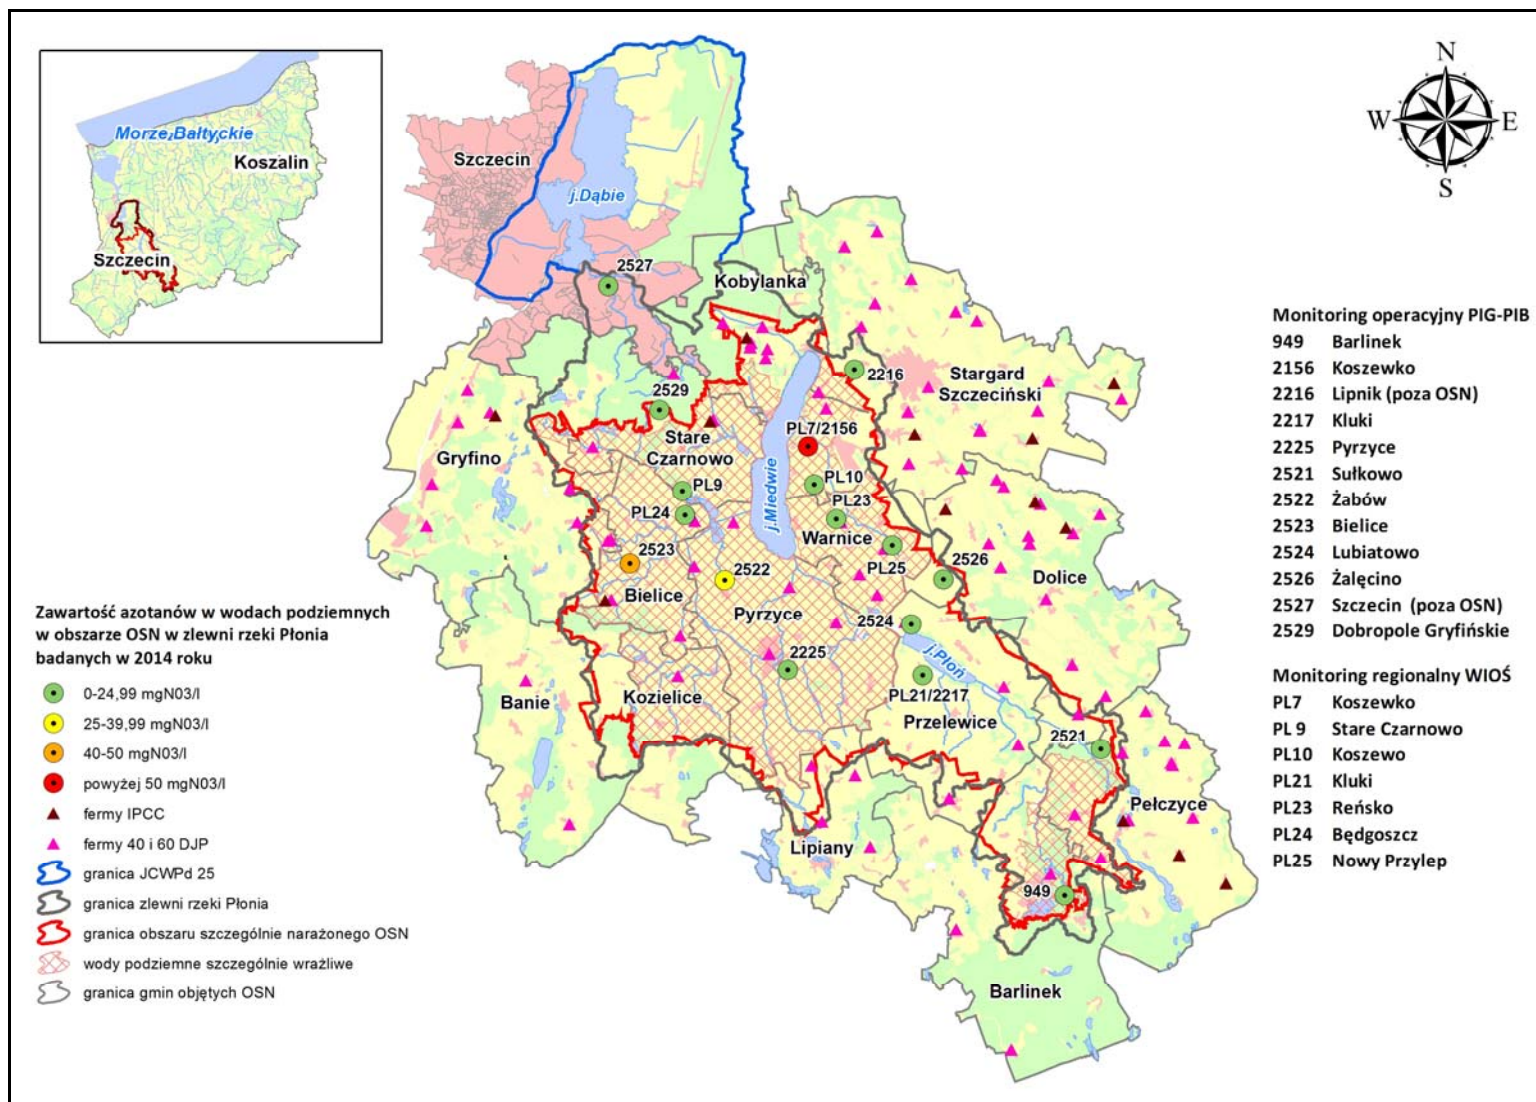 Morze Bałtyckie
Koszalin
Szczecin
N
W
E
S
Szczecin
j.Dąbie
2527
Kobylanka
2216
Stargard
Szczeciński
2529
Stare
Czarnowo
PL7/2156
Gryfino
PL9
PL10
PL24
PL23
j.Miedwie
Warnice
2523
2522
PL25
2526
Dolice
Bielice
Pyrzyce
2524
j.Płoń
2225
PL21/2217
Banie
Kozielice
Przelewice
2521
Pełczyce
Lipiany
949
Barlinek
Zawartość azotanów w wodach podziemnych
w obszarze OSN w zlewni rzeki Płonia
badanych w 2014 roku
0-24,99 mgN03/l
25-39,99 mgN03/l
40-50 mgN03/l
powyżej 50 mgN03/l
fermy IPCC
fermy 40 i 60 DJP
granica JCWPd 25
granica zlewni rzeki Płonia
granica obszaru szczególnie narażonego OSN
wody podziemne szczególnie wrażliwe
granica gmin objętych OSN
Monitoring operacyjny PIG-PIB
949 Barlinek
2156 Koszewko
2216 Lipnik (poza OSN)
2217 Kluki
2225 Pyrzyce
2521 Sułkowo
2522 Żabów
2523 Bielice
2524 Lubiatowo
2526 Żalęcino
2527 Szczecin (poza OSN)
2529 Dobropole Gryfińskie
Monitoring regionalny WIOŚ
PL7 Koszewko
PL 9 Stare Czarnowo
PL10 Koszewo
PL21 Kluki
PL23 Reńsko
PL24 Będgoszcz
PL25 Nowy Przylep